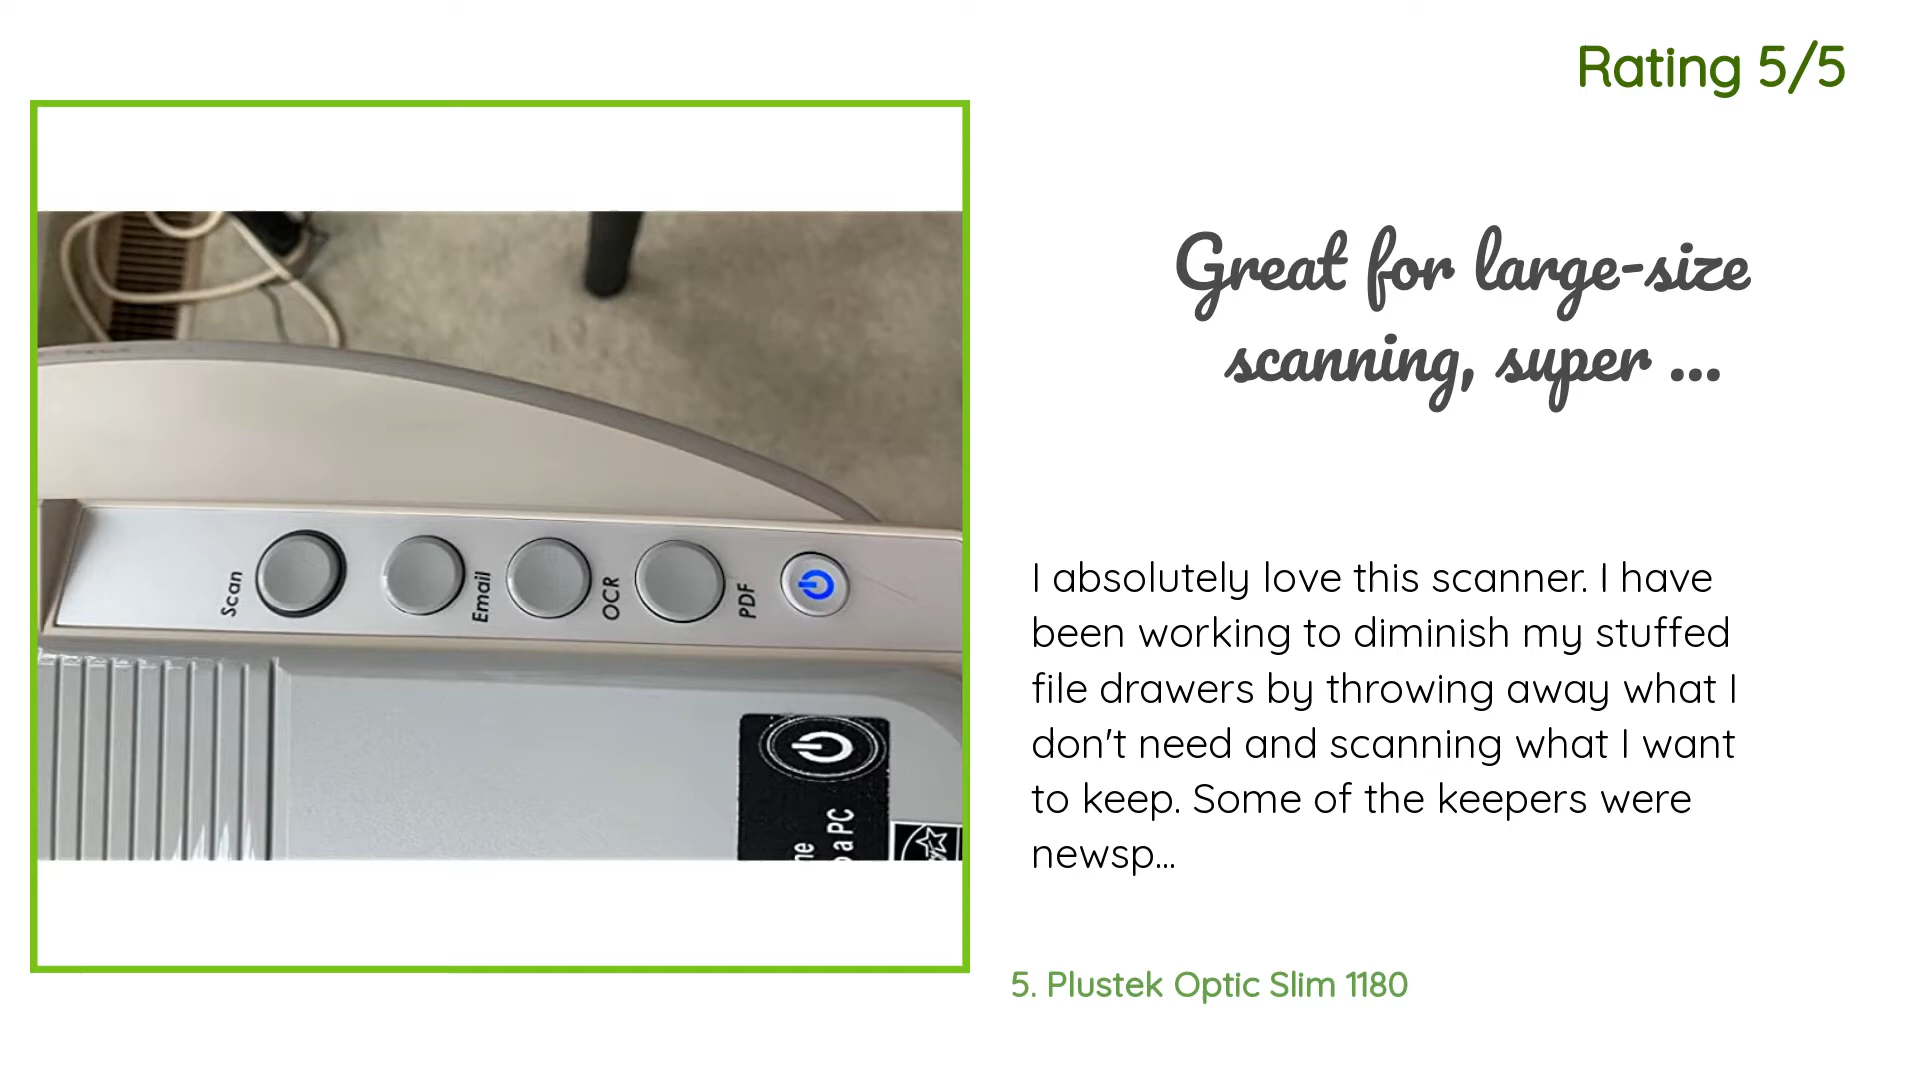 Rating 5/5
Great for large-size
scanning, super ...
I absolutely love this scanner. I have
been working to diminish my stuffed
file drawers by throwing away what I
don't need and scanning what I want
to keep. Some of the keepers were
newsp...
5. Plustek Optic Slim 1180
Scan
Email
OCR
PDF
a PC